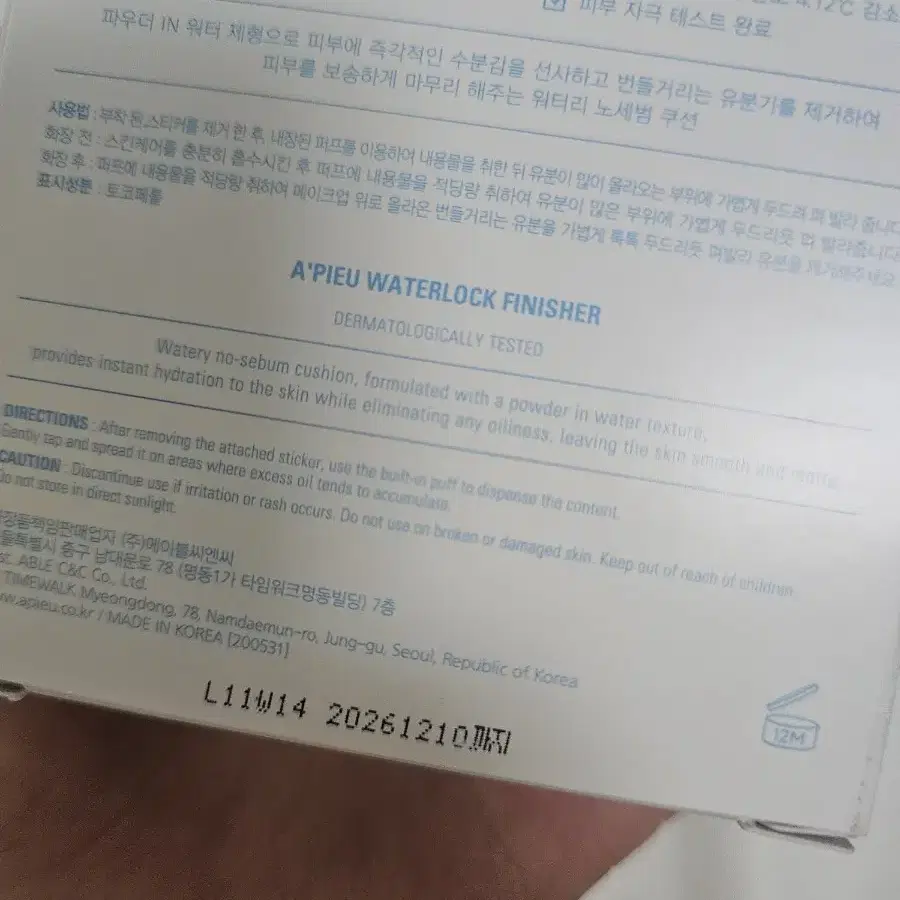 4.12℃ 감소
피부 자극 테스트 완료
파우더 IN 워터 제형으로 피부에 즉각적인 수분감을 선사하고 번들거리는 유분기를 제거하여
피부를 보송하게 마무리 해주는 워터리 노세범 쿠션
사용법 : 부착 된 스티커를 제거 한 후, 내장된 퍼프를 이용하여 내용물을 취한 뒤 유분이 많이 올라오는 부위에 가볍게 두드려 펴 발라 줍니다
화장 전 : 스킨케어를 충분히 흡수시킨 후 퍼프에 내용물을 적당량 취하여 유분이 많은 부위에 가볍게 두드리듯 펴 발라줍니다
화장 후 : 퍼프에 내용물을 적당량 취하여 메이크업 위로 올라온 번들거리는 유분을 가볍게 톡톡 두드리듯 펴발라 유분을 제거해주세요
표시성분 : 토코페롤
A'PIEU WATERLOCK FINISHER
DERMATOLOGICALLY TESTED
Watery no-sebum cushion, formulated with a powder in water texture,
provides instant hydration to the skin while eliminating any oiliness, leaving the skin smooth and matte.
DIRECTIONS : After removing the attached sticker, use the built-in puff to dispense the content.
Gently tap and spread it on areas where excess oil tends to accumulate.
CAUTION : Discontinue use if irritation or rash occurs. Do not use on broken or damaged skin. Keep out of reach of children.
Do not store in direct sunlight.
화장품책임판매업자 (주)에이블씨엔씨
서울특별시 중구 남대문로 78 (명동1가 타임워크명동빌딩) 7층
ABLE C&C Co., Ltd.
TIMEWALK Myeongdong, 78, Namdaemun-ro, Jung-gu, Seoul, Republic of Korea
www.apieu.co.kr / MADE IN KOREA [200531]
L11W14 20261210까지
12M